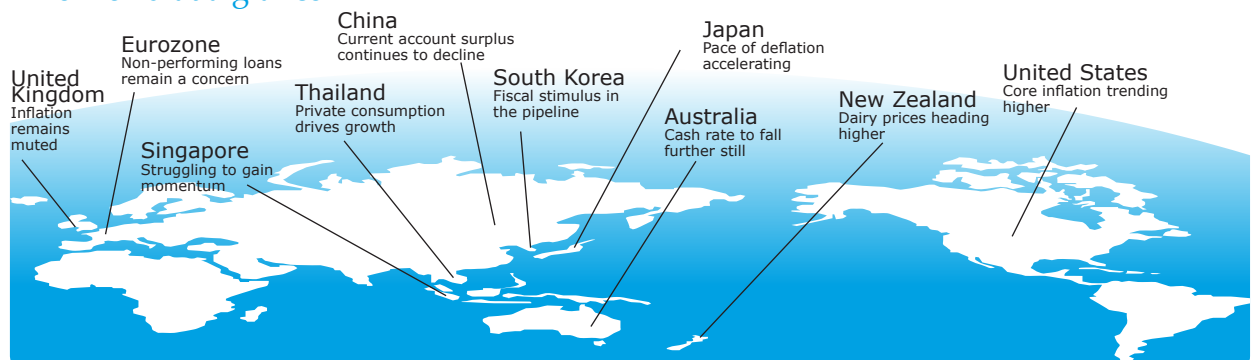 United
Kingdom
Inflation
remains
muted
Eurozone
Non-performing loans
remain a concern
Singapore
Struggling to gain
momentum
Thailand
Private consumption
drives growth
China
Current account surplus
continues to decline
South Korea
Fiscal stimulus in
the pipeline
Japan
Pace of deflation
accelerating
Australia
Cash rate to fall
further still
New Zealand
Dairy prices heading
higher
United States
Core inflation trending
higher